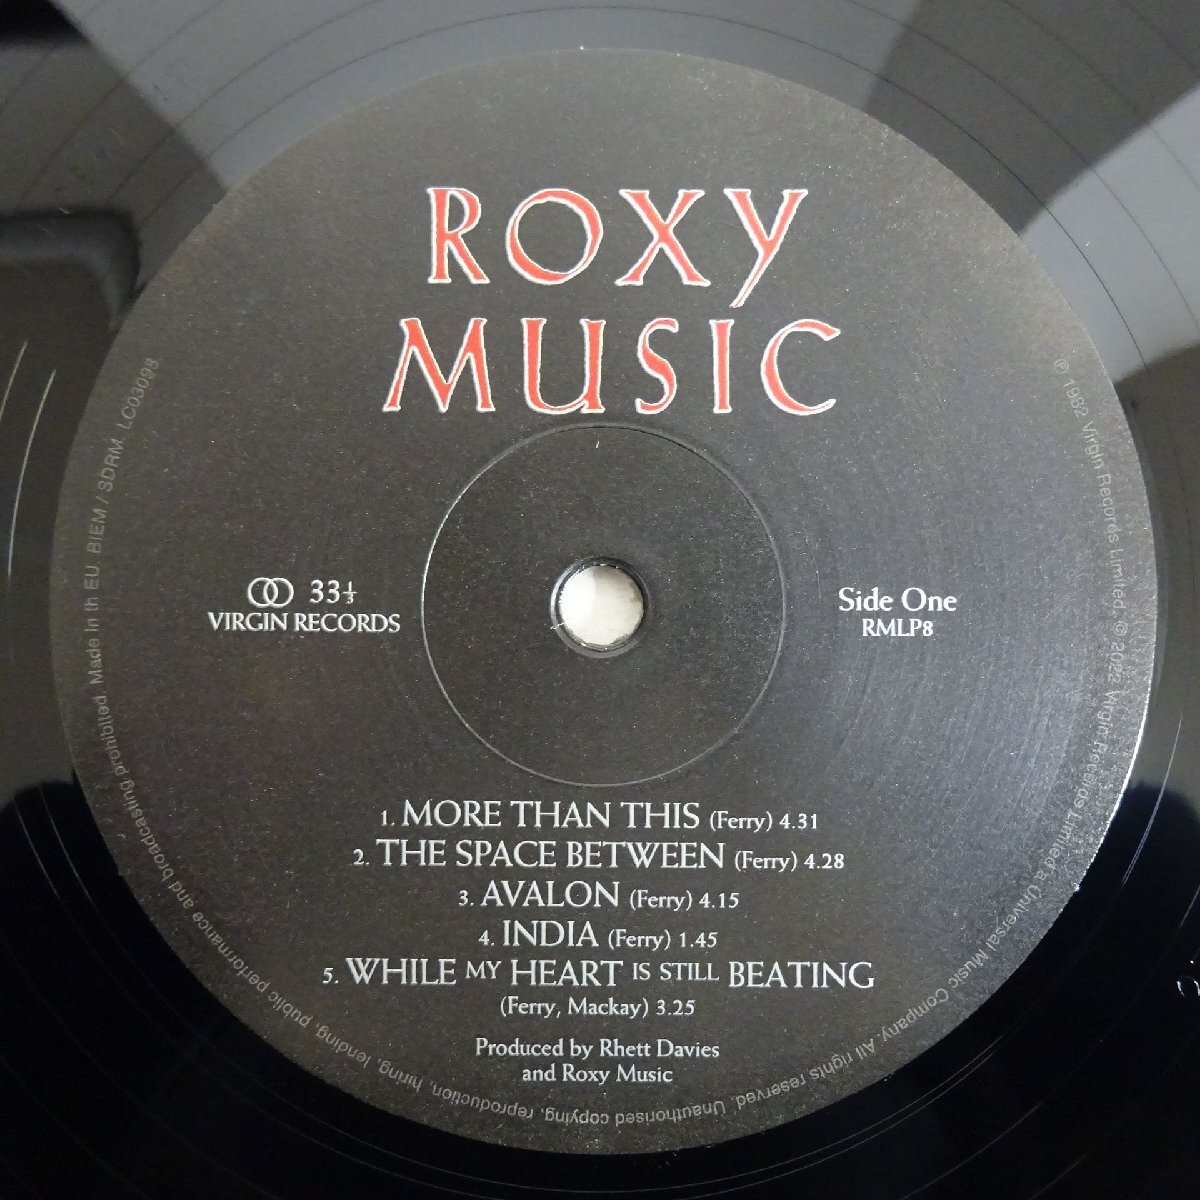 ROXY
MUSIC
33⅓
VIRGIN RECORDS
Side One
RMLP8
1. MORE THAN THIS (Ferry) 4.31
2. THE SPACE BETWEEN (Ferry) 4.28
3. AVALON (Ferry) 4.15
4. INDIA (Ferry) 1.45
5. WHILE MY HEART IS STILL BEATING
(Ferry, Mackay) 3.25
Produced by Rhett Davies
and Roxy Music
℗ 1982 Virgin Records Limited. © 2022 Virgin Records Limited a Universal Music Company. All rights reserved. Unauthorised copying, reproduction, hiring, lending, public performance and broadcasting prohibited. Made in th EU. BIEM / SDRM. LC03098